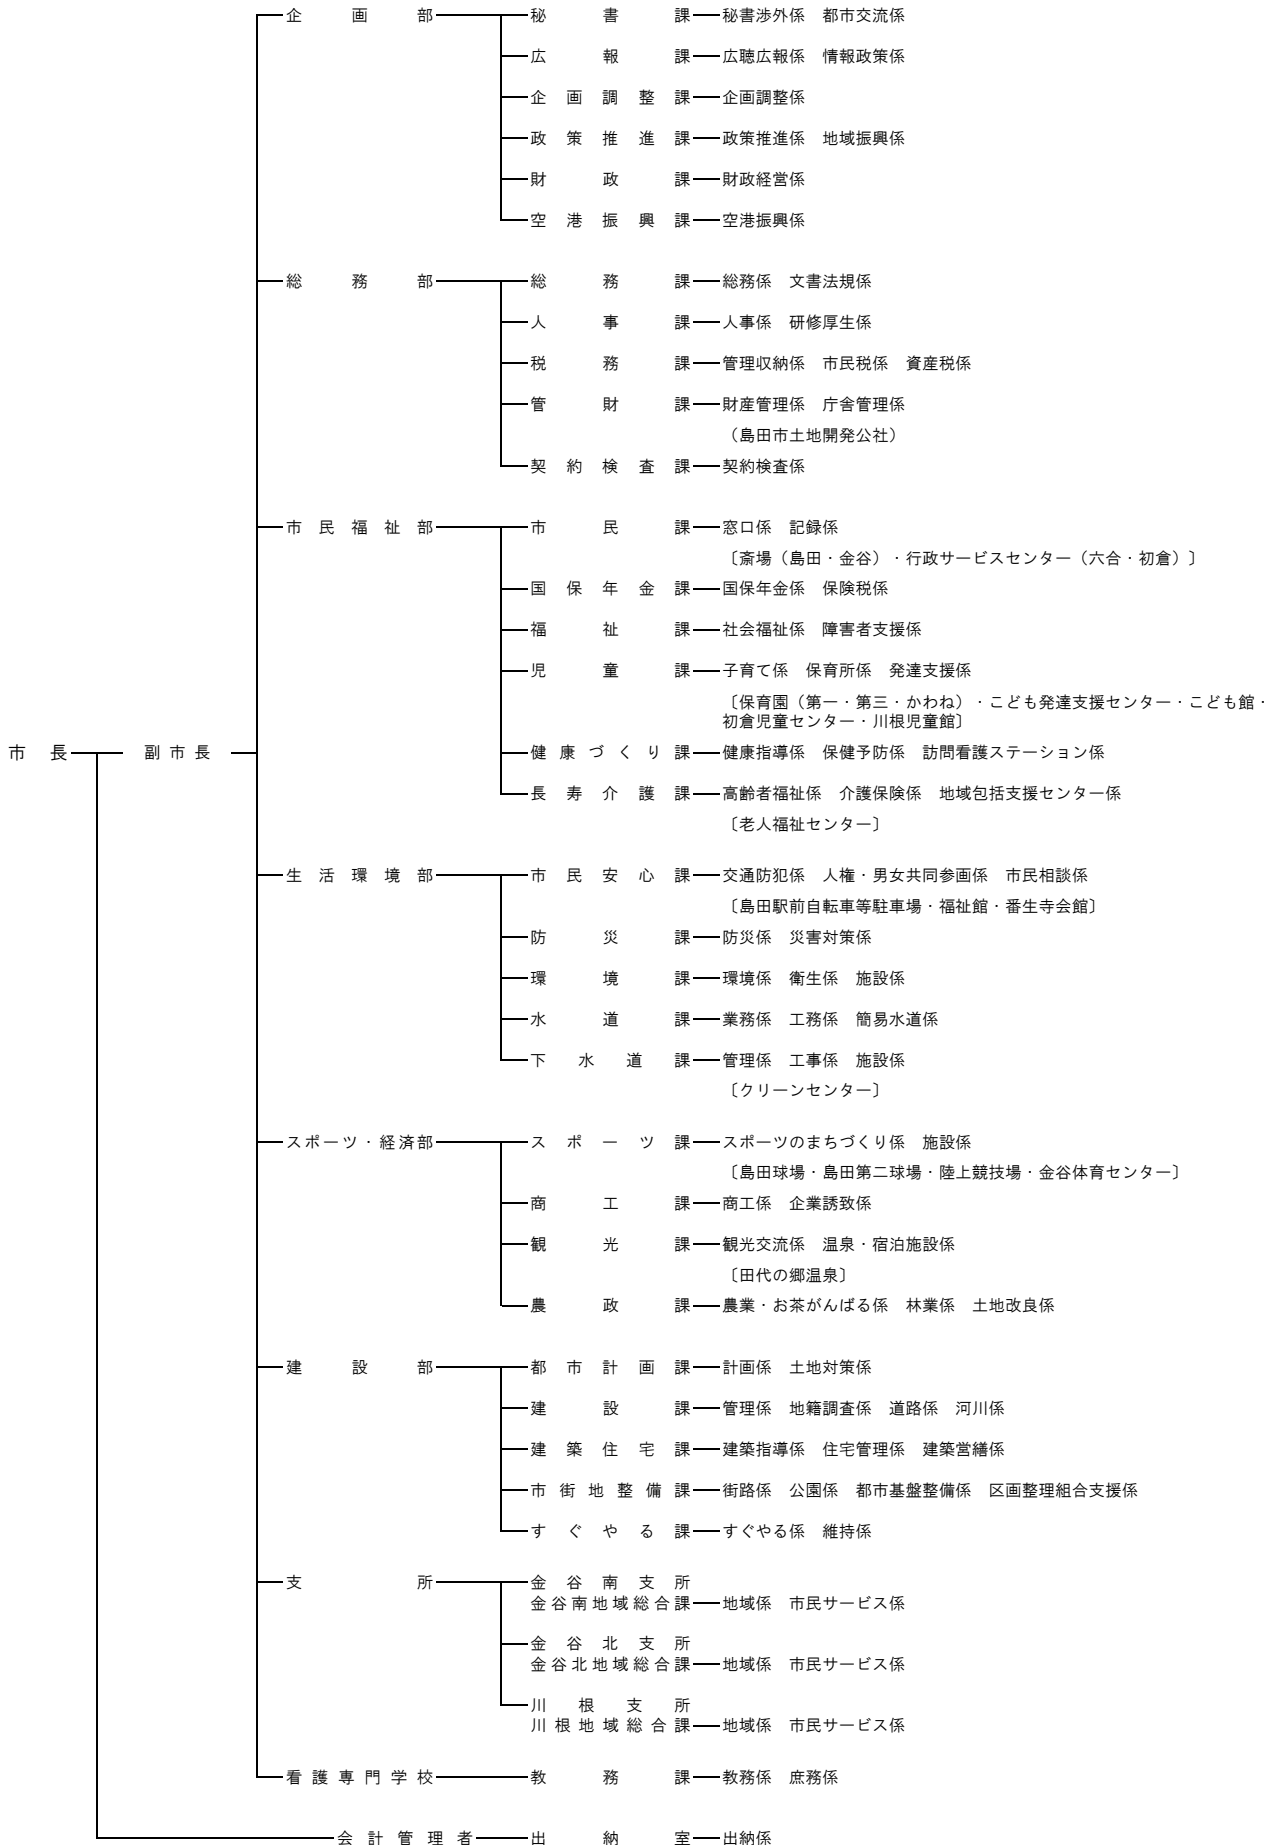 企画部 秘書課 秘書渉外係 都市交流係
広報課 広聴広報係 情報政策係
企画調整課 企画調整係
政策推進課 政策推進係 地域振興係
財政課 財政経営係
空港振興課 空港振興係
総務部 総務課 総務係 文書法規係
人事課 人事係 研修厚生係
税務課 管理収納係 市民税係 資産税係
管財課 財産管理係 庁舎管理係
（島田市土地開発公社）
契約検査課 契約検査係
市民福祉部 市民課 窓口係 記録係
〔斎場（島田・金谷）・行政サービスセンター（六合・初倉）〕
国保年金課 国保年金係 保険税係
福祉課 社会福祉係 障害者支援係
児童課 子育て係 保育所係 発達支援係
〔保育園（第一・第三・かわね）・こども発達支援センター・こども館・
初倉児童センター・川根児童館〕
市長 副市長 健康づくり課 健康指導係 保健予防係 訪問看護ステーション係
長寿介護課 高齢者福祉係 介護保険係 地域包括支援センター係
〔老人福祉センター〕
生活環境部 市民安心課 交通防犯係 人権・男女共同参画係 市民相談係
〔島田駅前自転車等駐車場・福祉館・番生寺会館〕
防災課 防災係 災害対策係
環境課 環境係 衛生係 施設係
水道課 業務係 工務係 簡易水道係
下水道課 管理係 工事係 施設係
〔クリーンセンター〕
スポーツ・経済部 スポーツ課 スポーツのまちづくり係 施設係
〔島田球場・島田第二球場・陸上競技場・金谷体育センター〕
商工課 商工係 企業誘致係
観光課 観光交流係 温泉・宿泊施設係
〔田代の郷温泉〕
農政課 農業・お茶がんばる係 林業係 土地改良係
建設部 都市計画課 計画係 土地対策係
建設課 管理係 地籍調査係 道路係 河川係
建築住宅課 建築指導係 住宅管理係 建築営繕係
市街地整備課 街路係 公園係 都市基盤整備係 区画整理組合支援係
すぐやる課 すぐやる係 維持係
支所 金谷南支所
金谷南地域総合課 地域係 市民サービス係
金谷北支所
金谷北地域総合課 地域係 市民サービス係
川根支所
川根地域総合課 地域係 市民サービス係
看護専門学校 教務課 教務係 庶務係
会計管理者 出納室 出納係